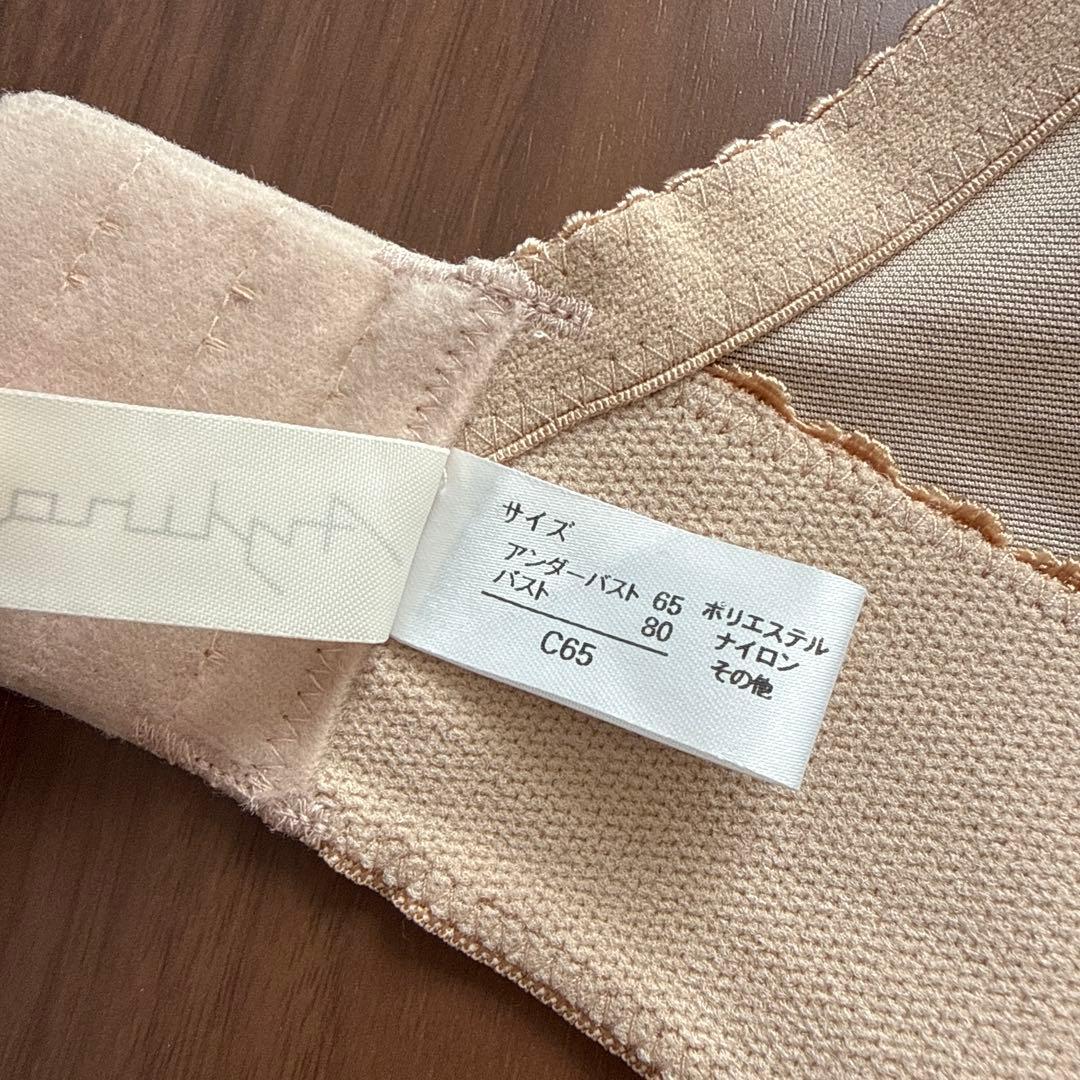 サイズ
アンダーバスト 65
バスト 80
C65
ポリエステル
ナイロン
その他